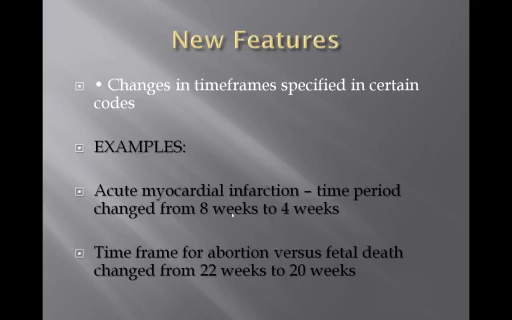 New Features
• Changes in timeframes specified in certain
codes
EXAMPLES:
Acute myocardial infarction – time period
changed from 8 weeks to 4 weeks
Time frame for abortion versus fetal death
changed from 22 weeks to 20 weeks